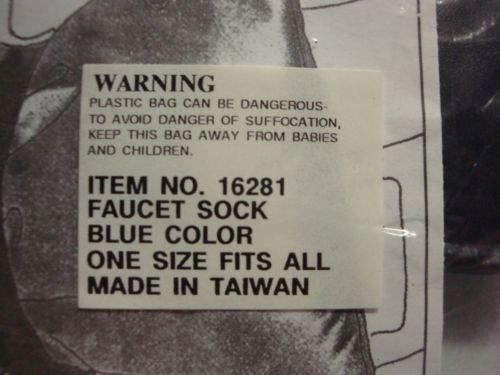 WARNING
PLASTIC BAG CAN BE DANGEROUS-
TO AVOID DANGER OF SUFFOCATION,
KEEP THIS BAG AWAY FROM BABIES
AND CHILDREN.
ITEM NO. 16281
FAUCET SOCK
BLUE COLOR
ONE SIZE FITS ALL
MADE IN TAIWAN